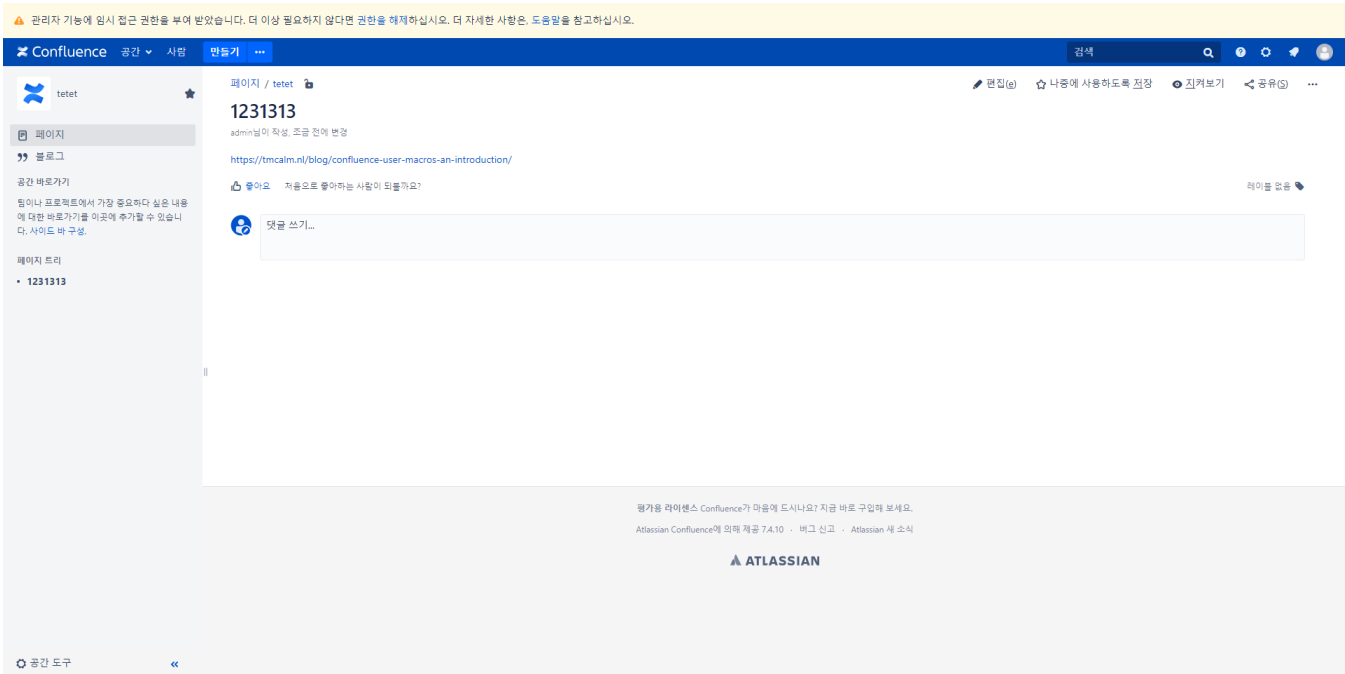 관리자 기능에 임시 접근 권한을 부여 받았습니다. 더 이상 필요하지 않다면 권한을 해제하십시오. 더 자세한 사항은, 도움말을 참고하십시오.
Confluence 공간 사람 만들기 ... 검색
tetet
페이지
블로그
공간 바로가기
팀이나 프로젝트에서 가장 중요하다 싶은 내용
에 대한 바로가기를 이곳에 추가할 수 있습니
다. 사이드 바 구성.
페이지 트리
• 1231313
공간 도구 «
페이지 / tetet
편집(e) 나중에 사용하도록 저장 지켜보기 공유(S) ...
1231313
admin님이 작성, 조금 전에 변경
https://tmcalm.nl/blog/confluence-user-macros-an-introduction/
좋아요 처음으로 좋아하는 사람이 되볼까요? 레이블 없음
댓글 쓰기...
평가용 라이센스 Confluence가 마음에 드시나요? 지금 바로 구입해 보세요.
Atlassian Confluence에 의해 제공 7.4.10 · 버그 신고 · Atlassian 새 소식
ATLASSIAN